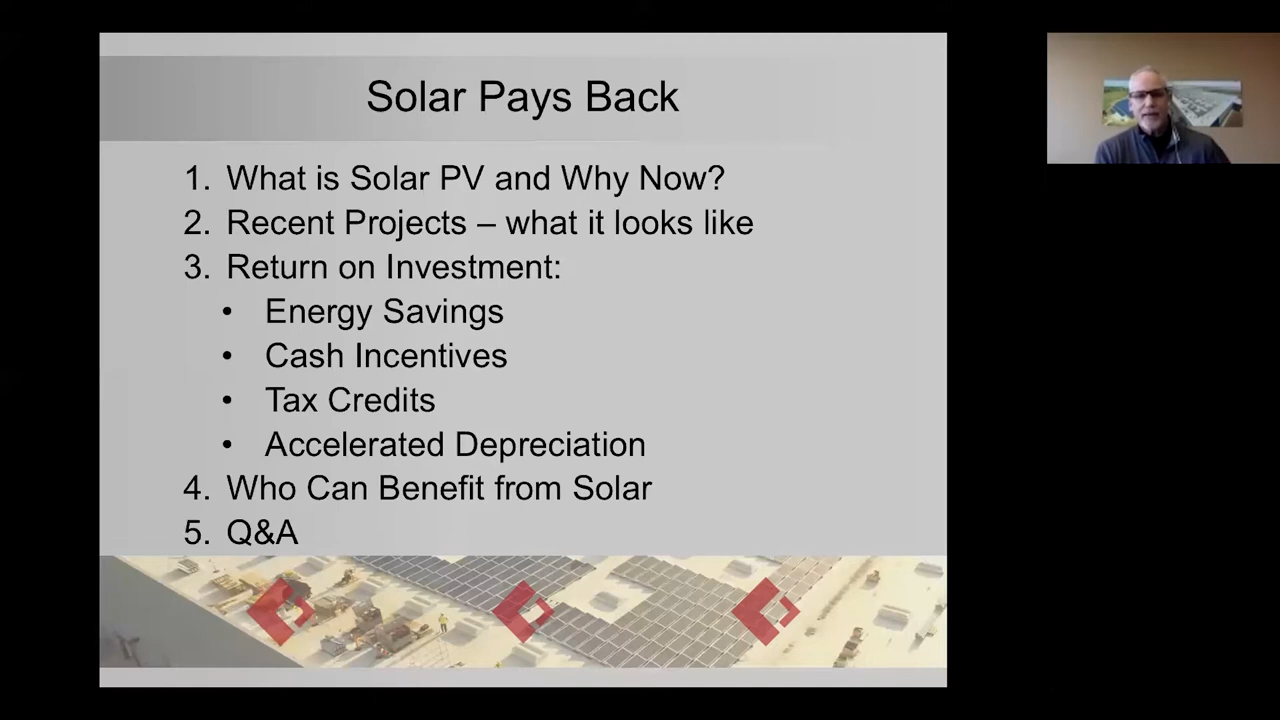 Solar Pays Back
1. What is Solar PV and Why Now?
2. Recent Projects – what it looks like
3. Return on Investment:
• Energy Savings
• Cash Incentives
• Tax Credits
• Accelerated Depreciation
4. Who Can Benefit from Solar
5. Q&A